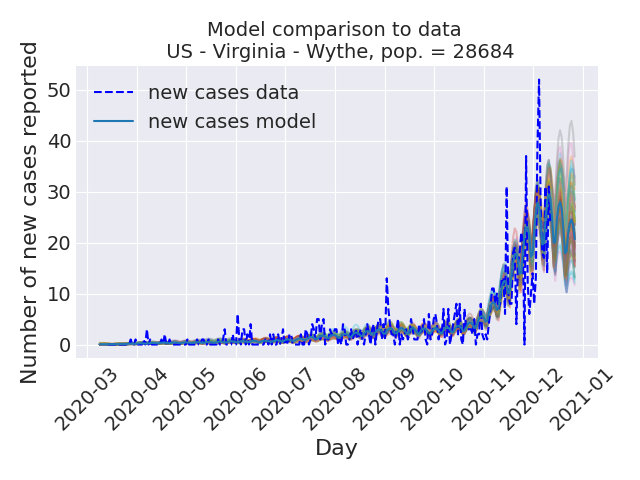 Model comparison to data
US - Virginia - Wythe, pop. = 28684
new cases data
new cases model
Number of new cases reported
50
40
30
20
10
0
2020-03
2020-04
2020-05
2020-06
2020-07
2020-08
2020-09
2020-10
2020-11
2020-12
2021-01
Day